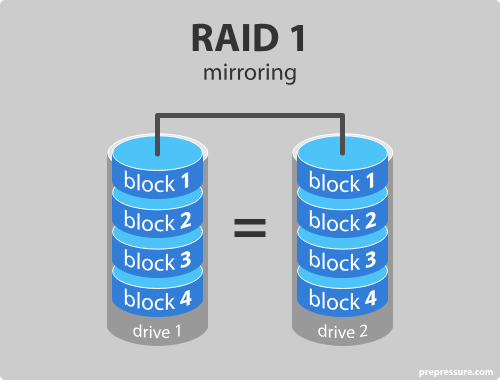 RAID 1
mirroring
block 1
block 2
block 3
block 4
drive 1
=
block 1
block 2
block 3
block 4
drive 2
prepressure.com